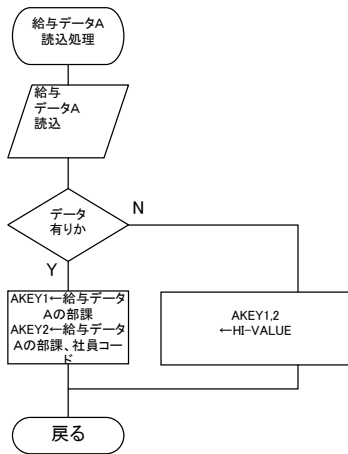 給与データA
読込処理
給与
データA
読込
データ
有りか
N
Y
AKEY1←給与データ
Aの部課
AKEY2←給与データ
Aの部課、社員コー
ド
AKEY1,2
←HI-VALUE
戻る